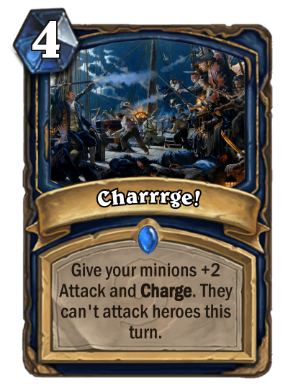 4
Charrrge!
Give your minions +2
Attack and Charge. They
can't attack heroes this
turn.